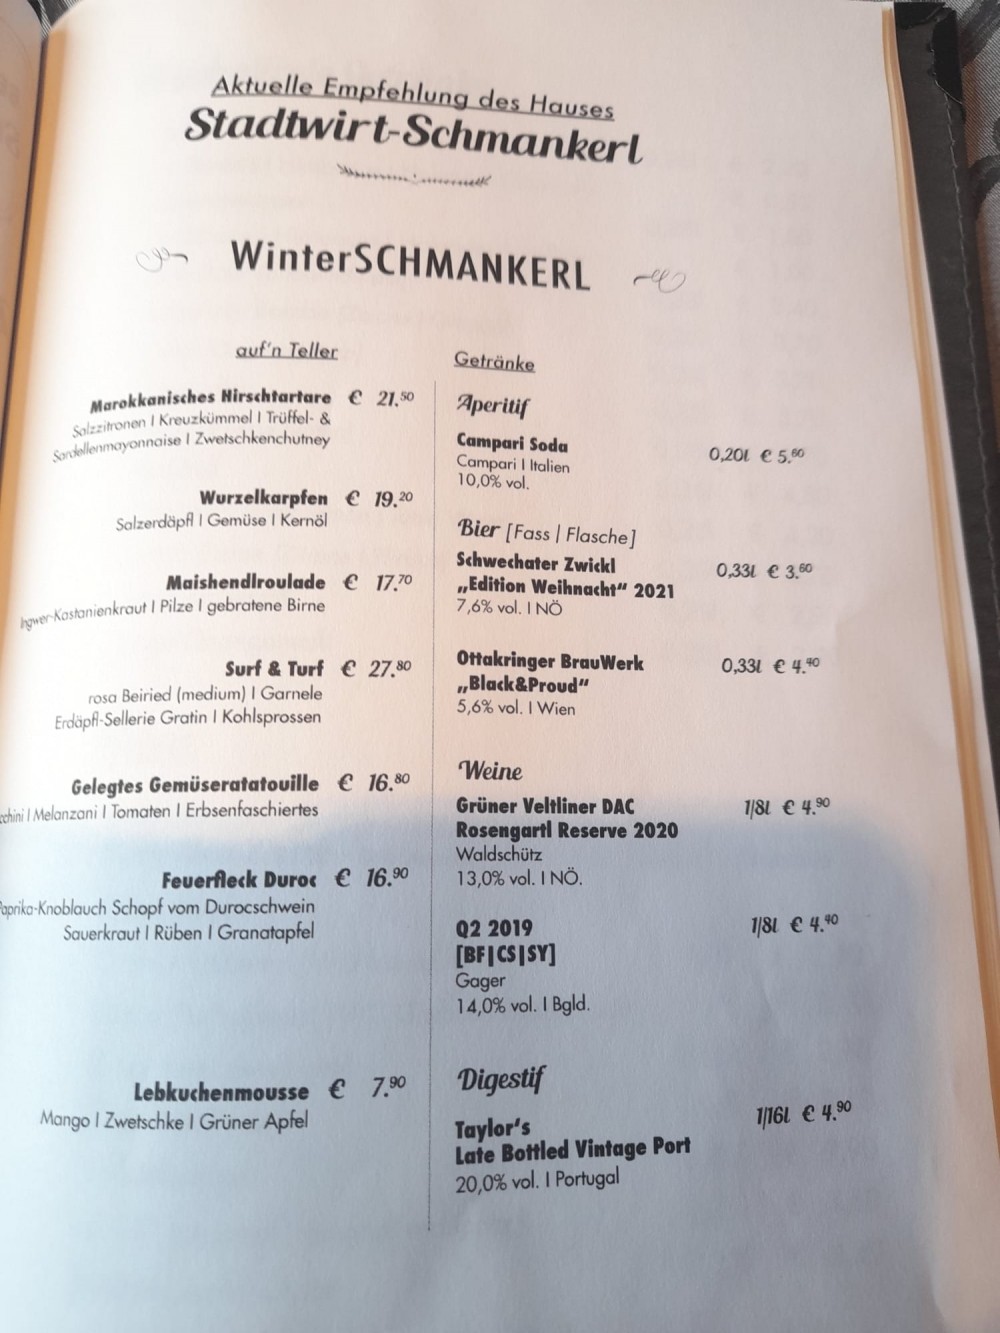 Aktuelle Empfehlung des Hauses
Stadtwirt-Schmankerl
WinterSCHMANKERL
auf'n Teller
Marokkanisches Hirschtartare € 21.50
Salzzitronen | Kreuzkümmel | Trüffel- &
Sardellenmayonnaise | Zwetschkenchutney
Wurzelkarpfen € 19.20
Salzerdäpfl | Gemüse | Kernöl
Maishendlroulade € 17.70
Ingwer-Kastanienkraut | Pilze | gebratene Birne
Surf & Turf € 27.80
rosa Beiried (medium) | Garnele
Erdäpfl-Sellerie Gratin | Kohlsprossen
Gelegtes Gemüseratatouille € 16.80
cchini | Melanzani | Tomaten | Erbsenfaschiertes
Feuerfleck Duroc € 16.90
Paprika-Knoblauch Schopf vom Durocschwein
Sauerkraut | Rüben | Granatapfel
Lebkuchenmousse € 7.90
Mango | Zwetschke | Grüner Apfel
Getränke
Aperitif
Campari Soda 0,20l € 5.60
Campari | Italien
10,0% vol.
Bier [Fass | Flasche]
Schwechater Zwickl 0,33l € 3.60
„Edition Weihnacht“ 2021
7,6% vol. | NÖ
Ottakringer BrauWerk 0,33l € 4.40
„Black&Proud“
5,6% vol. | Wien
Weine
Grüner Veltliner DAC 1/8l € 4.90
Rosengartl Reserve 2020
Waldschütz
13,0% vol. | NÖ.
Q2 2019 1/8l € 4.40
[BF|CS|SY]
Gager
14,0% vol. | Bgld.
Digestif
Taylor's 1/16l € 4.90
Late Bottled Vintage Port
20,0% vol. | Portugal